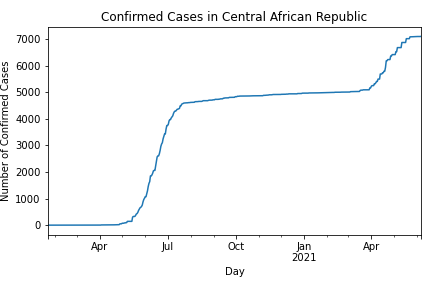 Confirmed Cases in Central African Republic
Number of Confirmed Cases
7000
6000
5000
4000
3000
2000
1000
0
Apr Jul Oct Jan Apr
2021
Day